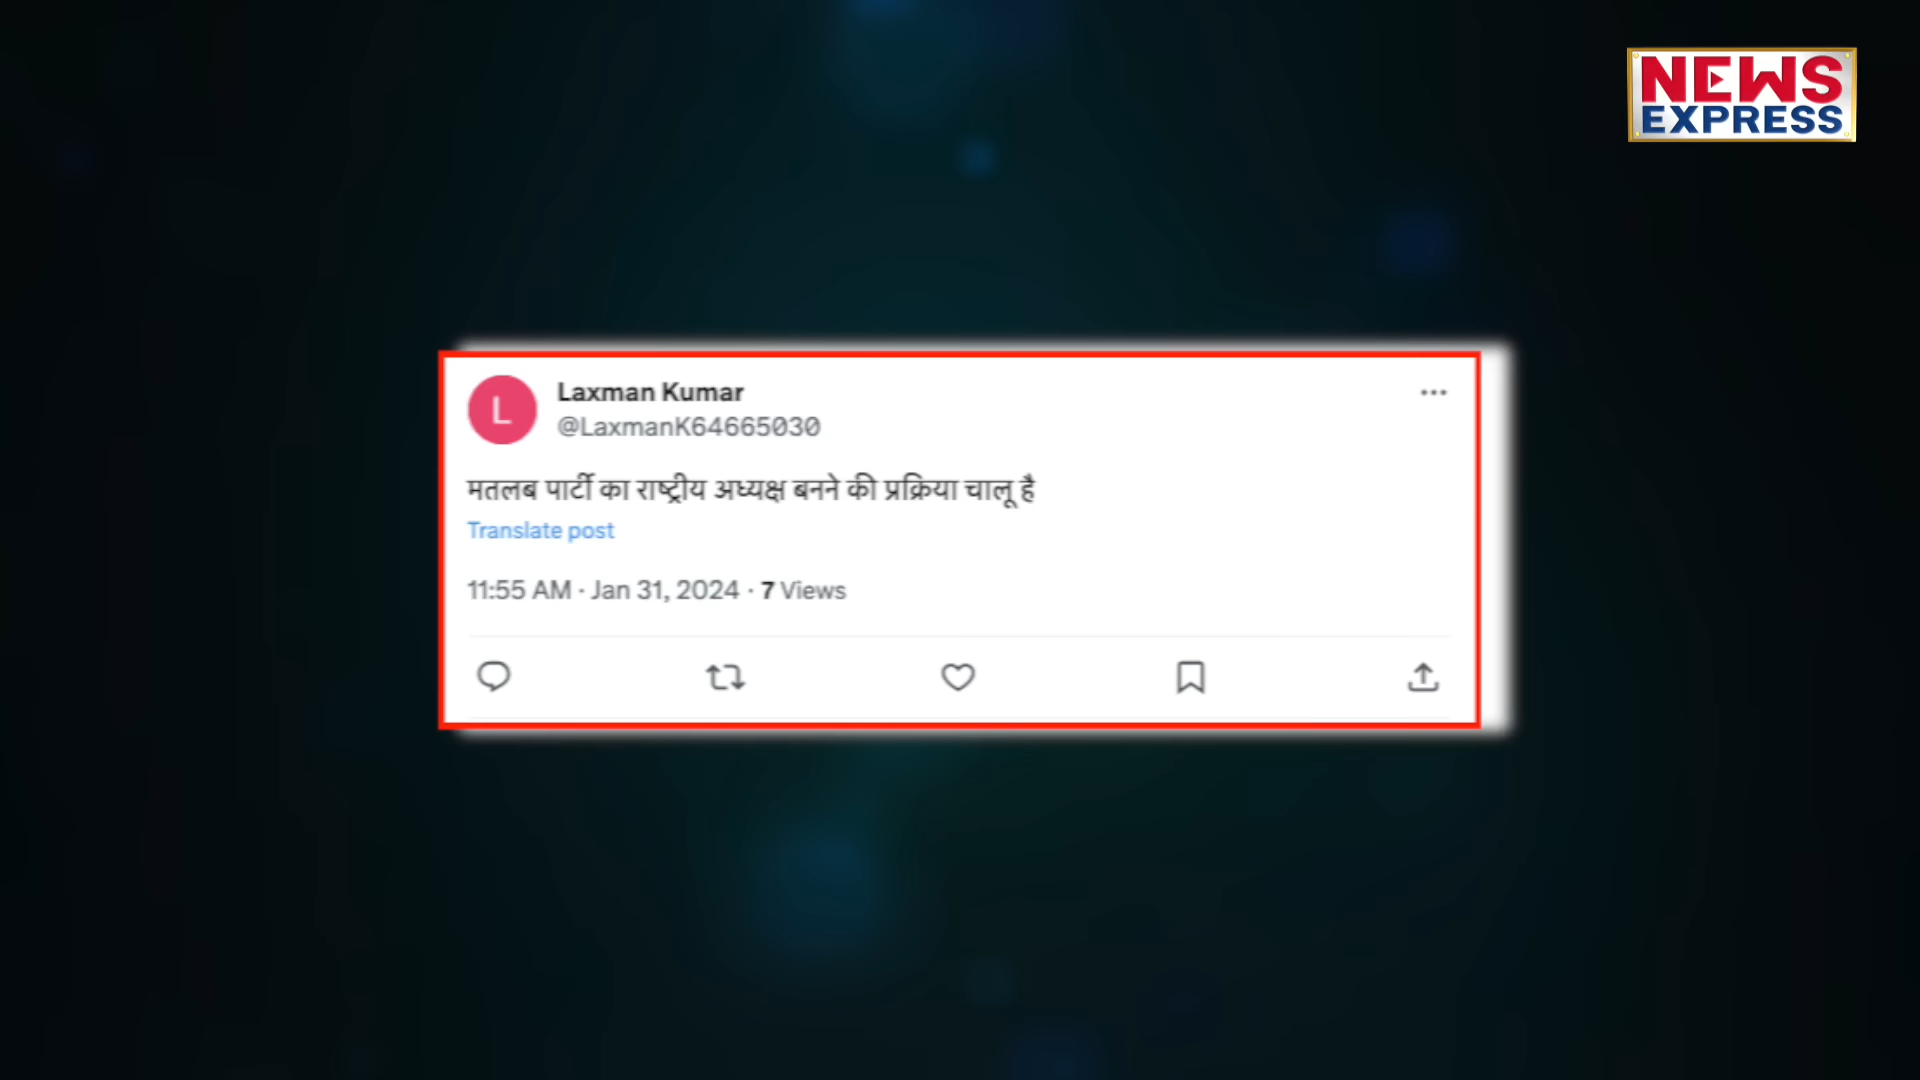 NEWS
EXPRESS
L
Laxman Kumar
@LaxmanK64665030
मतलब पार्टी का राष्ट्रीय अध्यक्ष बनने की प्रक्रिया चालू है
Translate post
11:55 AM · Jan 31, 2024 · 7 Views